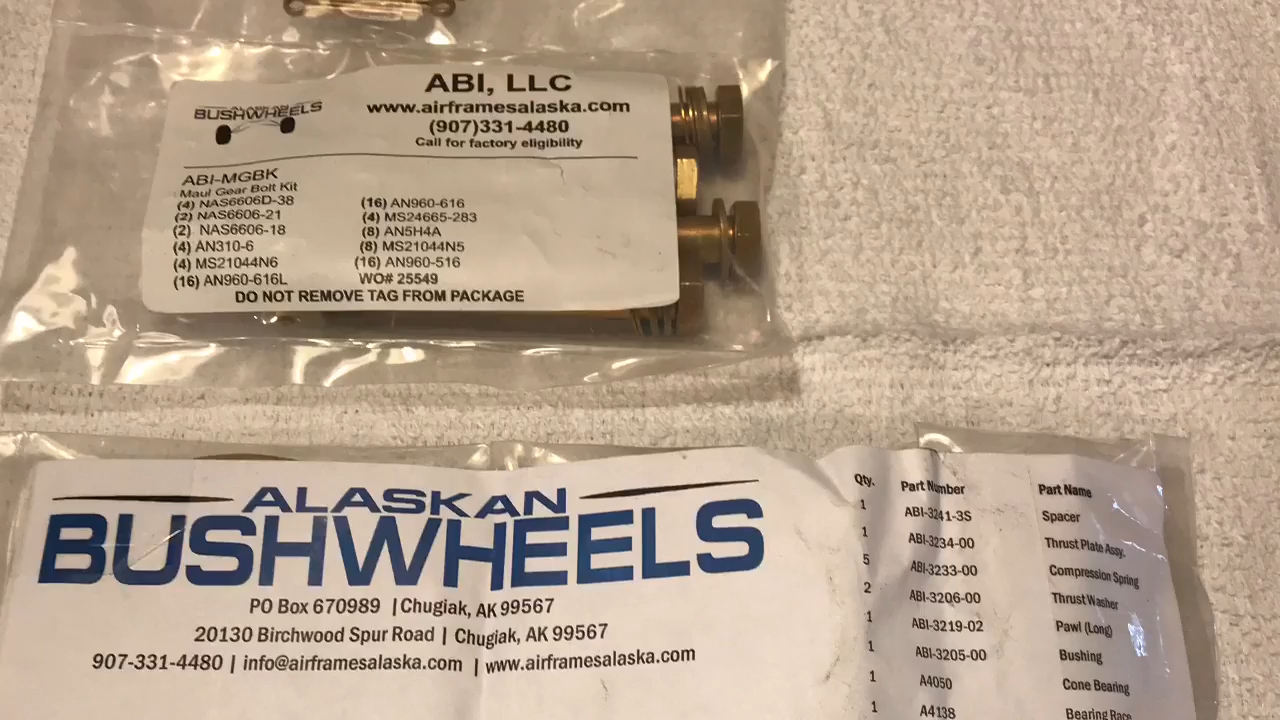 ALASKAN
BUSHWHEELS
ABI, LLC
www.airframesalaska.com
(907)331-4480
Call for factory eligibility
ABI-MGBK
Maul Gear Bolt Kit
(4) NAS6606D-38
(2) NAS6606-21
(2) NAS6606-18
(4) AN310-6
(4) MS21044N6
(16) AN960-616L
(16) AN960-616
(4) MS24665-283
(8) AN5H4A
(8) MS21044N5
(16) AN960-516
WO# 25549
DO NOT REMOVE TAG FROM PACKAGE
ALASKAN
BUSHWHEELS
PO Box 670989 | Chugiak, AK 99567
20130 Birchwood Spur Road | Chugiak, AK 99567
907-331-4480 | info@airframesalaska.com | www.airframesalaska.com
Qty. Part Number Part Name
1 ABI-3241-3S Spacer
1 ABI-3234-00 Thrust Plate Assy.
5 ABI-3233-00 Compression Spring
2 ABI-3206-00 Thrust Washer
1 ABI-3219-02 Pawl (Long)
1 ABI-3205-00 Bushing
1 A4050 Cone Bearing
1 A4138 Bearing Race